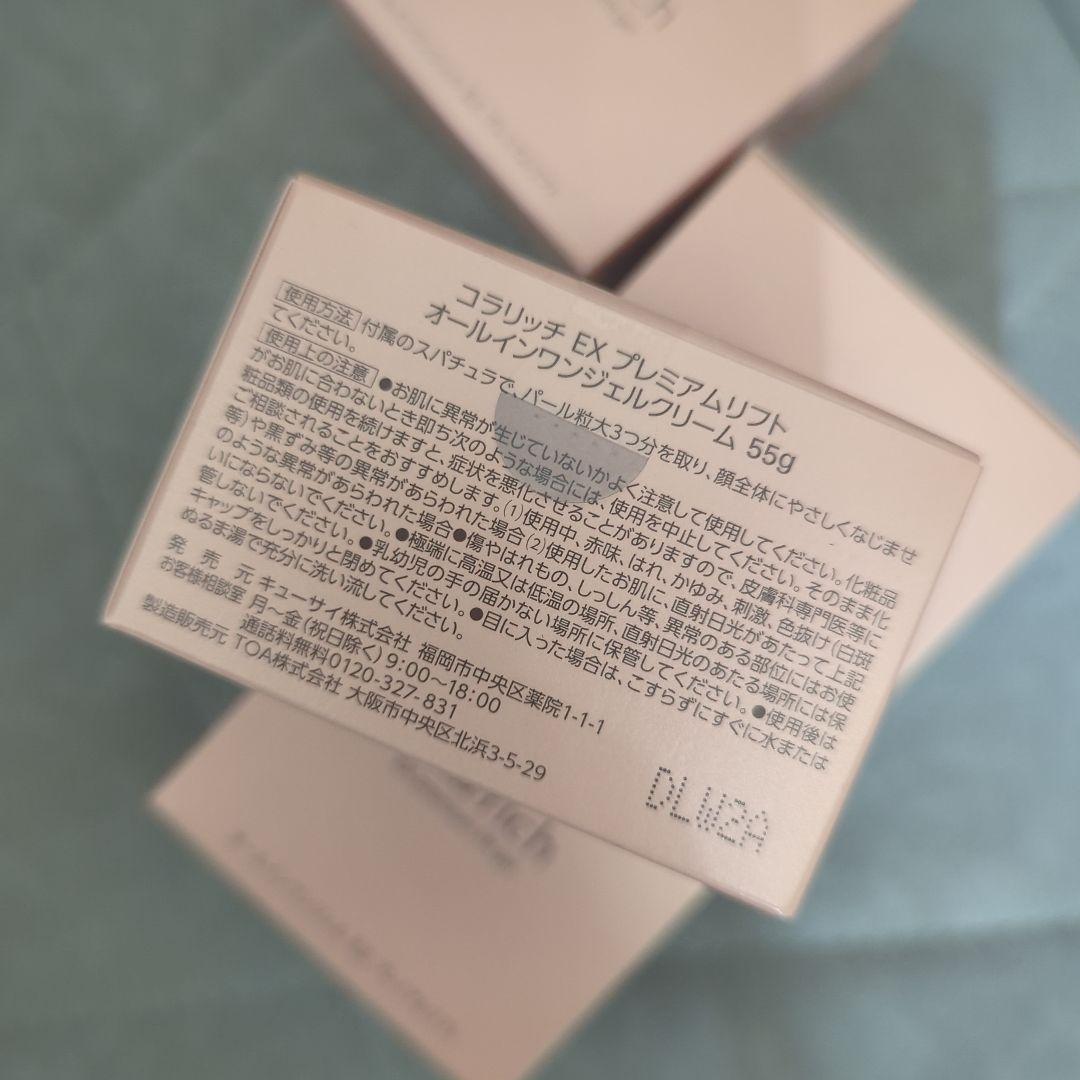 コラリッチ EX プレミアムリフト
オールインワンジェルクリーム 55g
使用方法 付属のスパチュラで、パール粒大3つ分を取り、顔全体にやさしくなじませ
てください。
使用上の注意 ●お肌に異常が生じていないかよく注意して使用してください。化粧品
がお肌に合わないとき即ち次のような場合には、使用を中止してください。そのまま化
粧品類の使用を続けますと、症状を悪化させることがありますので、皮膚科専門医等に
ご相談されることをおすすめします。(1)使用中、赤味、はれ、かゆみ、刺激、色抜け(白斑
等)や黒ずみ等の異常があらわれた場合(2)使用したお肌に、直射日光があたって上記
のような異常があらわれた場合●傷やはれもの、しっしん等、異常のある部位にはお使
いにならないでください。●極端に高温又は低温の場所、直射日光のあたる場所には保
管しないでください。●乳幼児の手の届かない場所に保管してください。●使用後は
キャップをしっかりと閉めてください。●目に入った場合は、こすらずにすぐに水または
ぬるま湯で充分に洗い流してください。
発売元 キューサイ株式会社 福岡市中央区薬院1-1-1
お客様相談室 月～金(祝日除く) 9:00～18:00
通話料無料0120-327-831
製造販売元 TOA株式会社 大阪市中央区北浜3-5-29
DLW2A